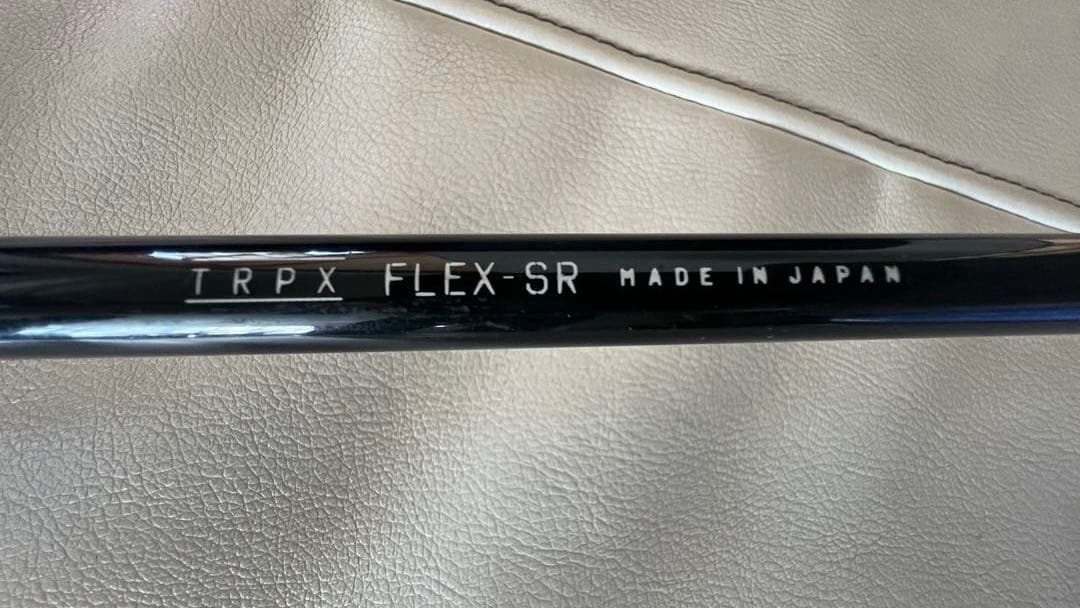 TRPX FLEX-SR MADE IN JAPAN